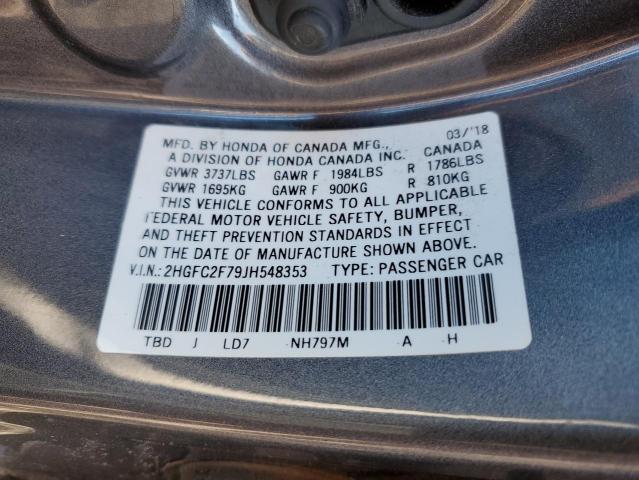 MFD. BY HONDA OF CANADA MFG., 03/'18
A DIVISION OF HONDA CANADA INC. CANADA
GVWR 3737LBS GAWR F 1984LBS R 1786LBS
GVWR 1695KG GAWR F 900KG R 810KG
THIS VEHICLE CONFORMS TO ALL APPLICABLE
FEDERAL MOTOR VEHICLE SAFETY, BUMPER,
AND THEFT PREVENTION STANDARDS IN EFFECT
ON THE DATE OF MANUFACTURE SHOWN ABOVE.
V.I.N.: 2HGFC2F79JH548353 TYPE: PASSENGER CAR
TBD J LD7 NH797M A H